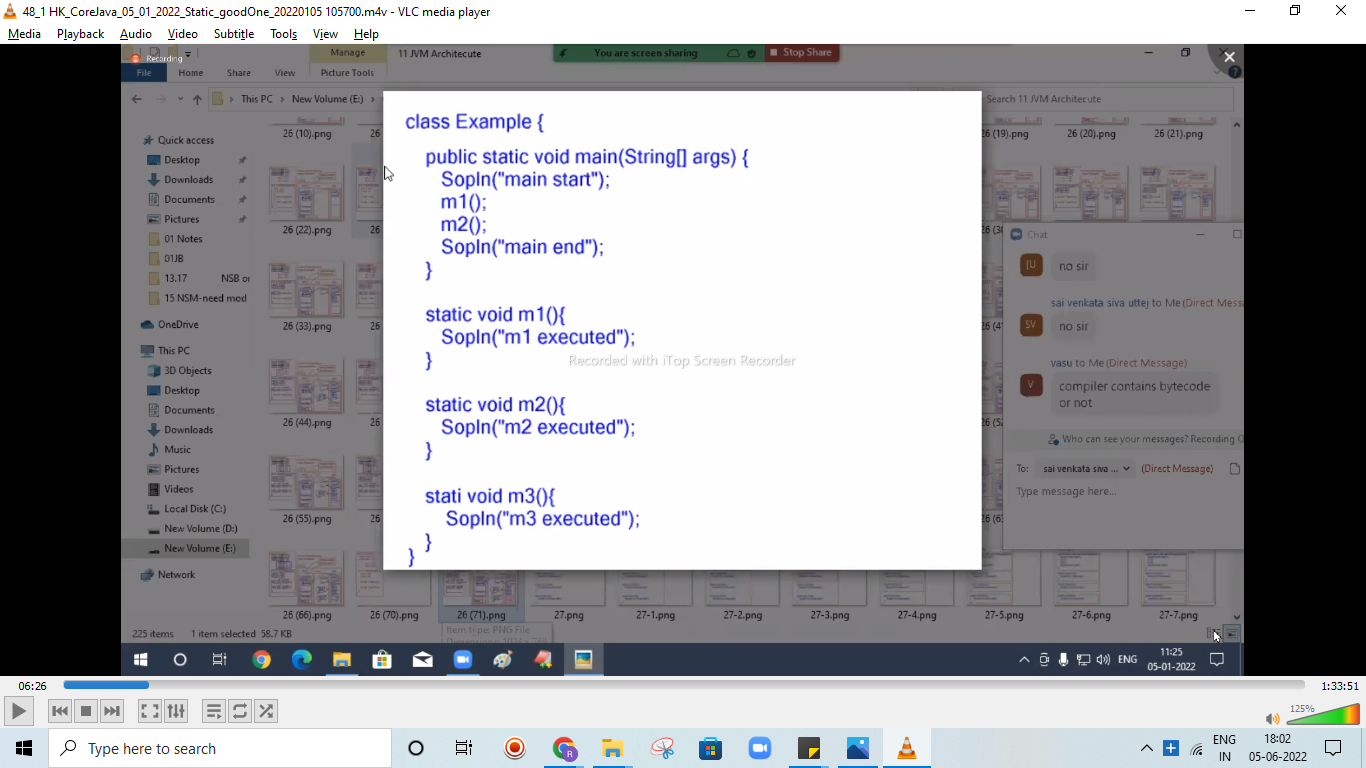 48_1 HK_CoreJava_05_01_2022_Static_goodOne_20220105 105700.m4v - VLC media player
Media Playback Audio Video Subtitle Tools View Help
Recording
Manage
11 JVM Architecute
You are screen sharing
Stop Share
File Home Share View Picture Tools
This PC > New Volume (E:) >
Search 11 JVM Architecute
Quick access
Desktop
Downloads
Documents
Pictures
01 Notes
01JB
13.17 NSB
15 NSM-need mod
OneDrive
This PC
3D Objects
Desktop
Documents
Downloads
Music
Pictures
Videos
Local Disk (C:)
New Volume (D:)
New Volume (E:)
Network
26 (10).png
26 (19).png
26 (20).png
26 (21).png
26 (22).png
26 (33).png
26 (44).png
26 (55).png
class Example {
public static void main(String[] args) {
Sopln("main start");
m1();
m2();
Sopln("main end");
}
static void m1(){
Sopln("m1 executed");
}
Recorded with iTop Screen Recorder
static void m2(){
Sopln("m2 executed");
}
stati void m3(){
Sopln("m3 executed");
}
}
Chat
[U
no sir
sai venkata siva uttej to Me (Direct Mess
SV
no sir
vasu to Me (Direct Message)
V
compiler contains bytecode
or not
Who can see your messages? Recording O
To: sai venkata siva ... (Direct Message)
Type message here...
26 (66).png
26 (70).png
26 (71).png
27.png
27-1.png
27-2.png
27-3.png
27-4.png
27-5.png
27-6.png
27-7.png
Item type: PNG File
225 items 1 item selected 58.7 KB
ENG
11:25
05-01-2022
06:26
1:33:51
125%
Type here to search
ENG
IN
18:02
05-06-2022